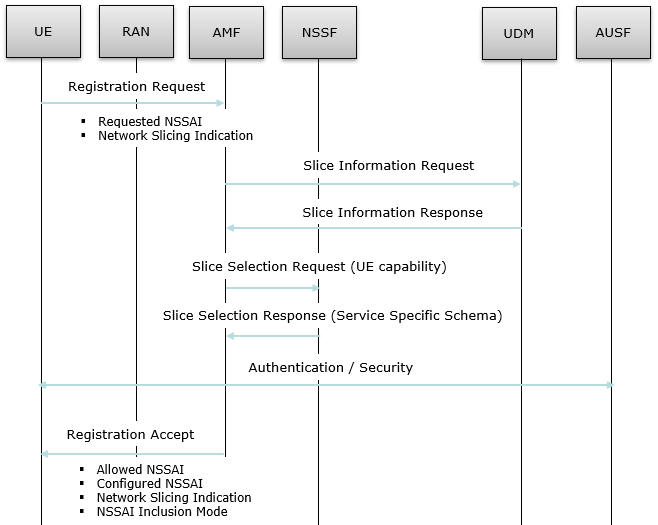 UE
RAN
AMF
NSSF
UDM
AUSF
Registration Request
▪ Requested NSSAI
▪ Network Slicing Indication
Slice Information Request
Slice Information Response
Slice Selection Request (UE capability)
Slice Selection Response (Service Specific Schema)
Authentication / Security
Registration Accept
▪ Allowed NSSAI
▪ Configured NSSAI
▪ Network Slicing Indication
▪ NSSAI Inclusion Mode